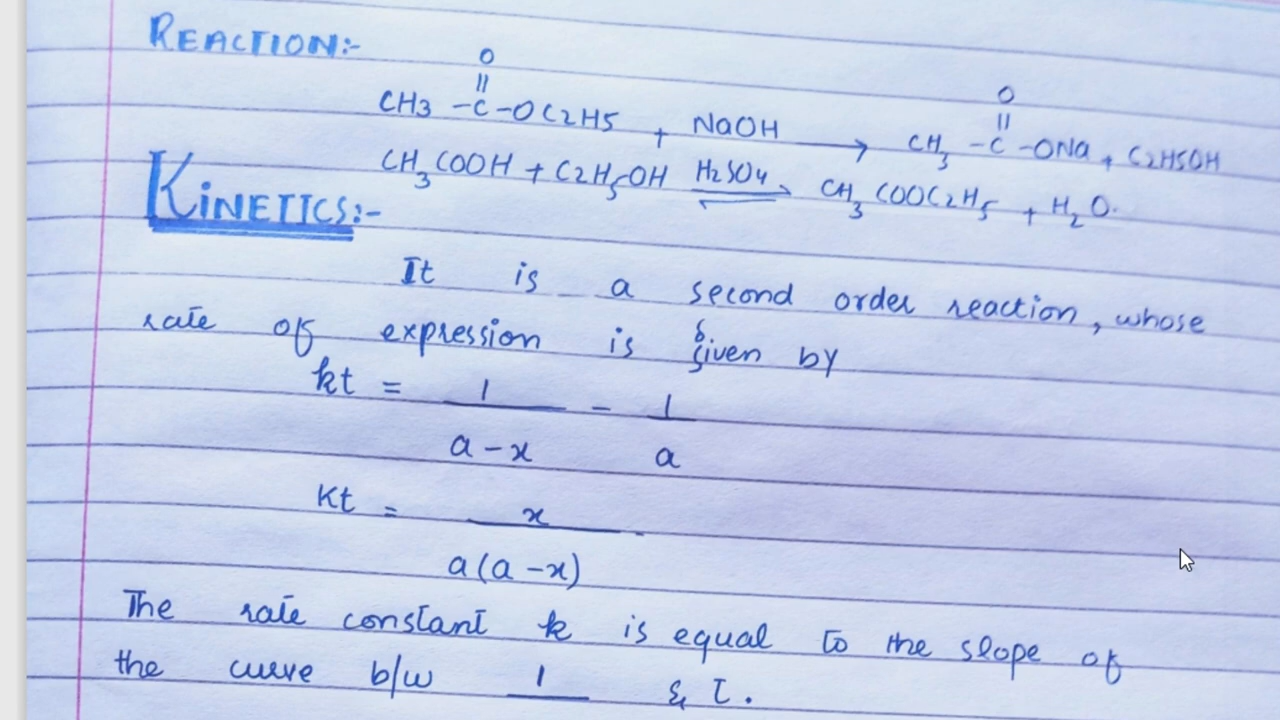 REACTION:-
O
||
CH3 -C-OC2H5 + NaOH → CH3 -C-ONa + C2H5OH
O
||
CH3COOH + C2H5OH H2SO4 ⇌ CH3COOC2H5 + H2O.
KINETICS:-
It is a second order reaction, whose
rate of expression is given by
kt = 1/a-x - 1/a
Kt = x/a(a-x)
The rate constant k is equal to the slope of
the curve b/w 1 & t.